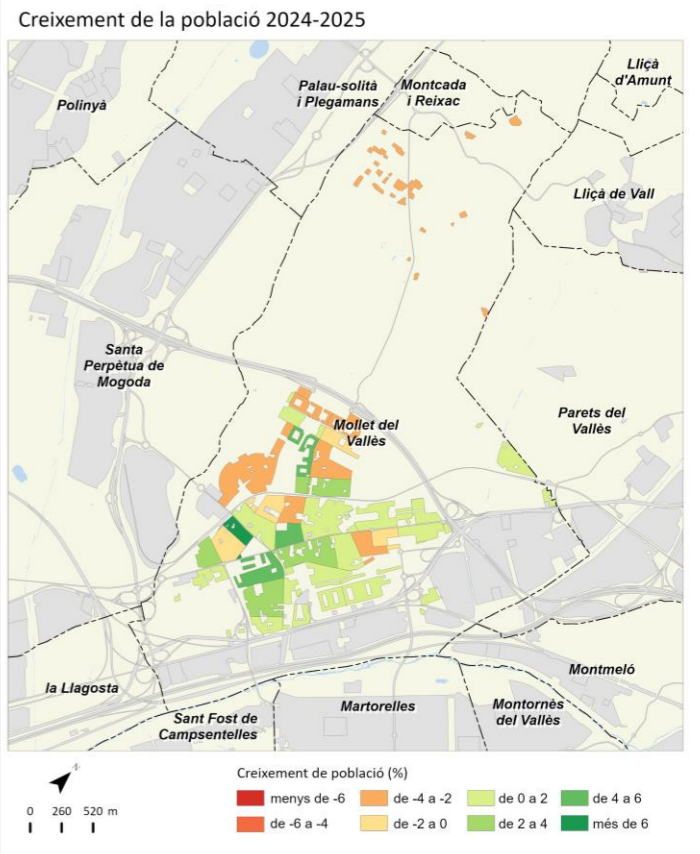 Creixement de la població 2024-2025
Lliçà
d'Amunt
Palau-solità
i Plegamans
Montcada
i Reixac
Polinyà
Lliçà de Vall
Santa
Perpètua de
Mogoda
Mollet del
Vallès
Parets del
Vallès
Montmeló
la Llagosta
Martorelles
Montornès
del Vallès
Sant Fost de
Campsentelles
Creixement de població (%)
0 260 520 m
menys de -6
de -4 a -2
de 0 a 2
de 4 a 6
de -6 a -4
de -2 a 0
de 2 a 4
més de 6